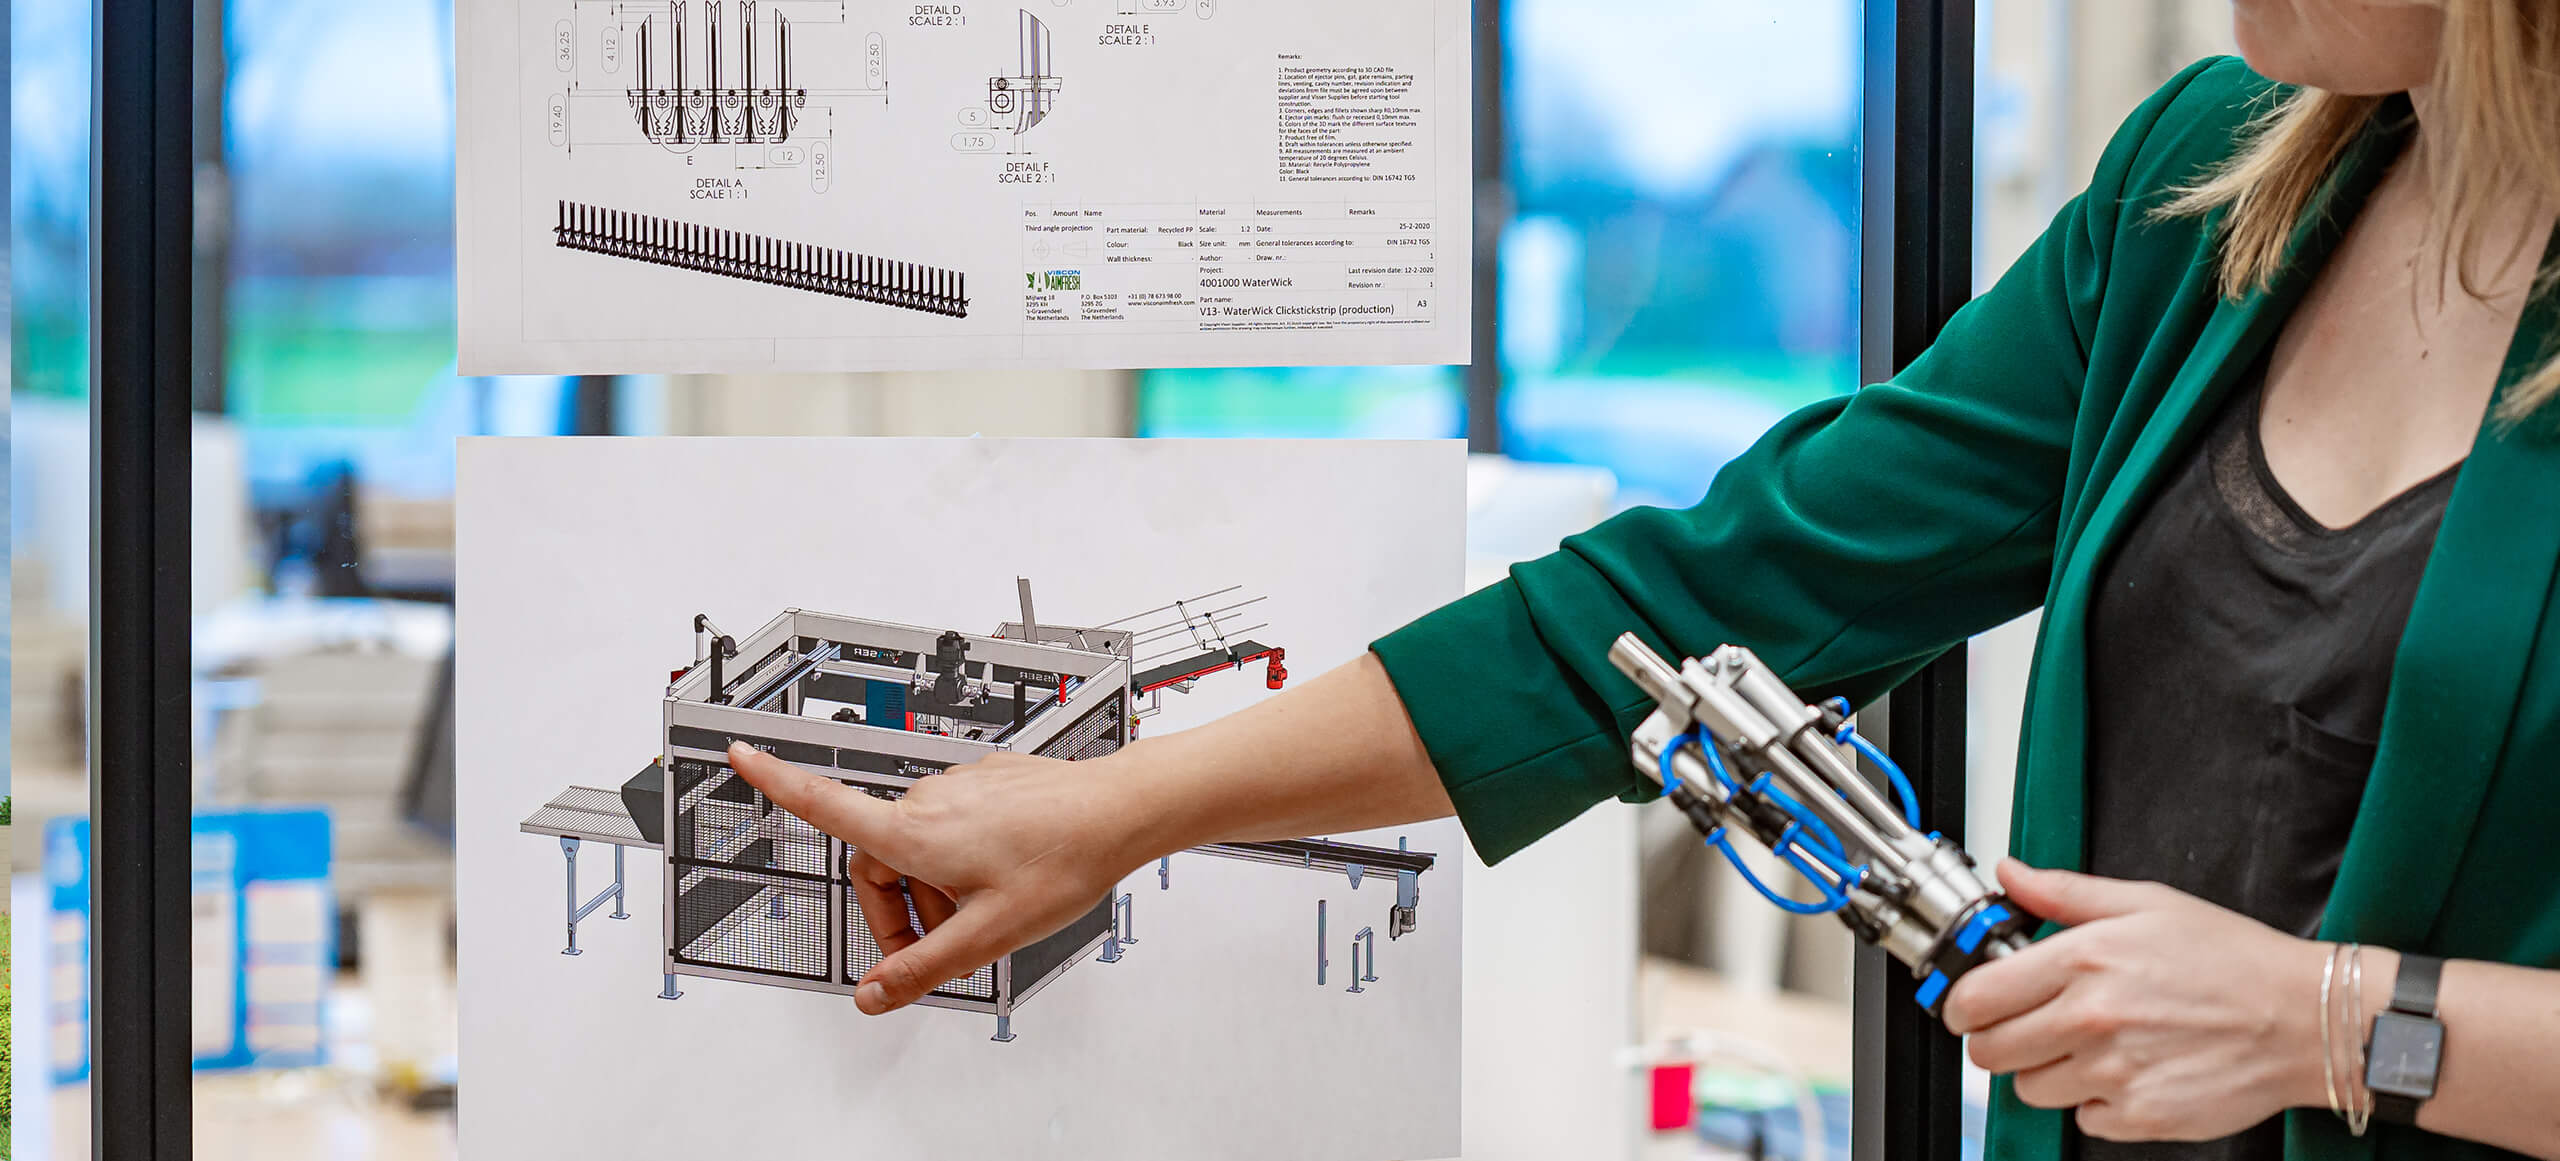 DETAIL D
SCALE 2 : 1
3.93
2.
DETAIL E
SCALE 2 : 1
36,25
4,12
Ø 2,50
19,40
E
12
12,50
DETAIL A
SCALE 1 : 1
5
1,75
DETAIL F
SCALE 2 : 1
Remarks:
1. Product geometry according to 3D CAD file
2. Location of ejector pins, gat, gate remains, parting
lines, venting, cavity number, revision indication and
deviations from file must be agreed upon between
supplier and Visser Supplies before starting tool
construction.
3. Corners, edges and fillets shown sharp R0,10mm max.
4. Ejector pin marks: flush or recessed 0,10mm max.
6. Colors of the 3D mark the different surface textures
for the faces of the part:
7. Product free of film.
8. Draft within tolerances unless otherwise specified.
9. All measurements are measured at an ambient
temperature of 20 degrees Celsius.
10. Material: Recycle Polypropylene
Color: Black
11. General tolerances according to: DIN 16742 TG5
Pos. Amount Name Material Measurements Remarks
Third angle projection Part material: Recycled PP Scale: 1:2 Date: 25-2-2020
Colour: Black Size unit: mm General tolerances according to: DIN 16742 TG5
Wall thickness: - Author: - Draw. nr.: 1
VISCON
AIMFRESH
Mijlweg 18
3295 KH
's-Gravendeel
The Netherlands
P.O. Box 5103
3295 ZG
's-Gravendeel
The Netherlands
+31 (0) 78 673 98 00
www.visconaimfresh.com
Project:
4001000 WaterWick
Last revision date: 12-2-2020
Revision nr.: 1
Part name:
V13- WaterWick Clickstickstrip (production)
A3
VISSER